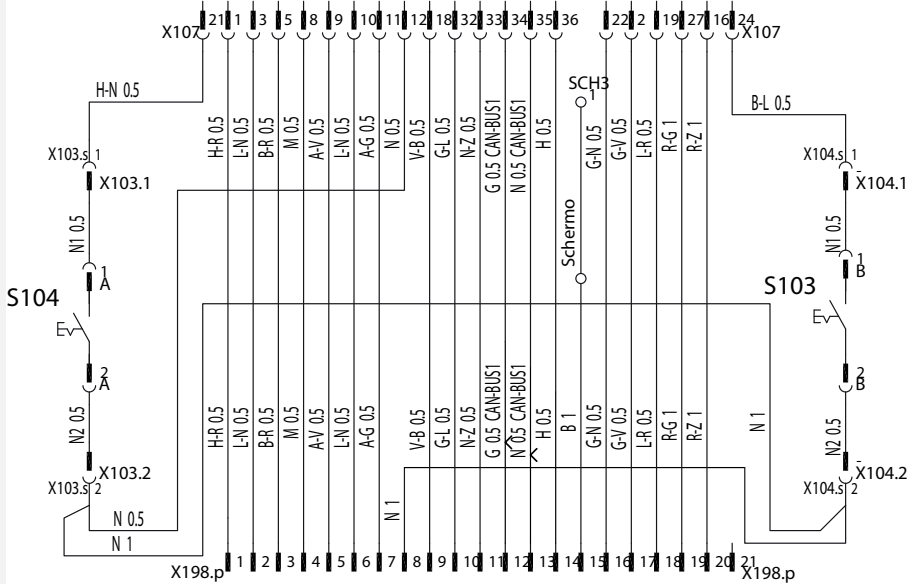 X107 21 1 3 5 8 9 10 11 12 18 32 33 34 35 36 22 2 19 27 16 24 X107
SCH3
1
H-N 0.5
B-L 0.5
H-R 0.5
L-N 0.5
B-R 0.5
M 0.5
A-V 0.5
L-N 0.5
A-G 0.5
N 0.5
V-B 0.5
G-L 0.5
N-Z 0.5
G 0.5 CAN-BUS1
N 0.5 CAN-BUS1
H 0.5
G-N 0.5
G-V 0.5
L-R 0.5
R-G 1
R-Z 1
X103.s 1
X103.1
X104.s 1
X104.1
N1 0.5
Schermo
N1 0.5
1
A
1
B
S104
S103
2
A
2
B
N2 0.5
H-R 0.5
L-N 0.5
B-R 0.5
M 0.5
A-V 0.5
L-N 0.5
A-G 0.5
V-B 0.5
G-L 0.5
N-Z 0.5
G 0.5 CAN-BUS1
N 0.5 CAN-BUS1
H 0.5
B 1
G-N 0.5
G-V 0.5
L-R 0.5
R-G 1
R-Z 1
N 1
N2 0.5
X103.2
X103.s 2
X104.2
X104.s 2
N 1
N 0.5
N 1
X198.p 1 2 3 4 5 6 7 8 9 10 11 12 13 14 15 16 17 18 19 20 21 X198.p